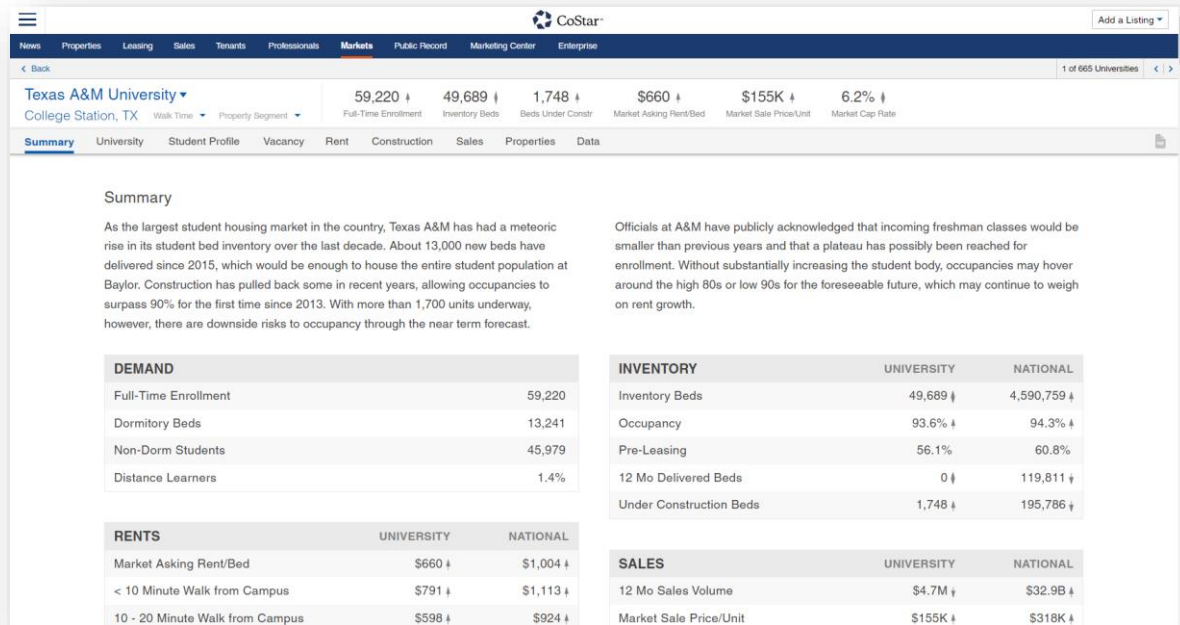 CoStar™
Add a Listing
News Properties Leasing Sales Tenants Professionals Markets Public Record Marketing Center Enterprise
Back
1 of 665 Universities
Texas A&M University
College Station, TX Walk Time Property Segment
59,220 49,689 1,748 $660 $155K 6.2%
Full-Time Enrollment Inventory Beds Beds Under Constr Market Asking Rent/Bed Market Sale Price/Unit Market Cap Rate
Summary University Student Profile Vacancy Rent Construction Sales Properties Data
Summary
As the largest student housing market in the country, Texas A&M has had a meteoric
rise in its student bed inventory over the last decade. About 13,000 new beds have
delivered since 2015, which would be enough to house the entire student population at
Baylor. Construction has pulled back some in recent years, allowing occupancies to
surpass 90% for the first time since 2013. With more than 1,700 units underway,
however, there are downside risks to occupancy through the near term forecast.
Officials at A&M have publicly acknowledged that incoming freshman classes would be
smaller than previous years and that a plateau has possibly been reached for
enrollment. Without substantially increasing the student body, occupancies may hover
around the high 80s or low 90s for the foreseeable future, which may continue to weigh
on rent growth.
DEMAND
Full-Time Enrollment 59,220
Dormitory Beds 13,241
Non-Dorm Students 45,979
Distance Learners 1.4%
INVENTORY UNIVERSITY NATIONAL
Inventory Beds 49,689 4,590,759
Occupancy 93.6% 94.3%
Pre-Leasing 56.1% 60.8%
12 Mo Delivered Beds 0 119,811
Under Construction Beds 1,748 195,786
RENTS UNIVERSITY NATIONAL
Market Asking Rent/Bed $660 $1,004
< 10 Minute Walk from Campus $791 $1,113
10 - 20 Minute Walk from Campus $598 $924
SALES UNIVERSITY NATIONAL
12 Mo Sales Volume $4.7M $32.9B
Market Sale Price/Unit $155K $318K